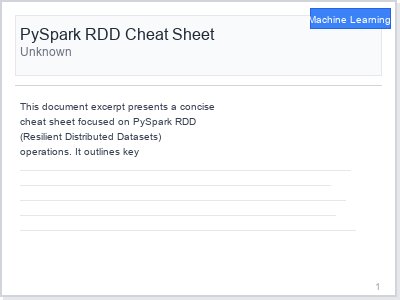 Machine Learning
PySpark RDD Cheat Sheet
Unknown
This document excerpt presents a concise
cheat sheet focused on PySpark RDD
(Resilient Distributed Datasets)
operations. It outlines key
1